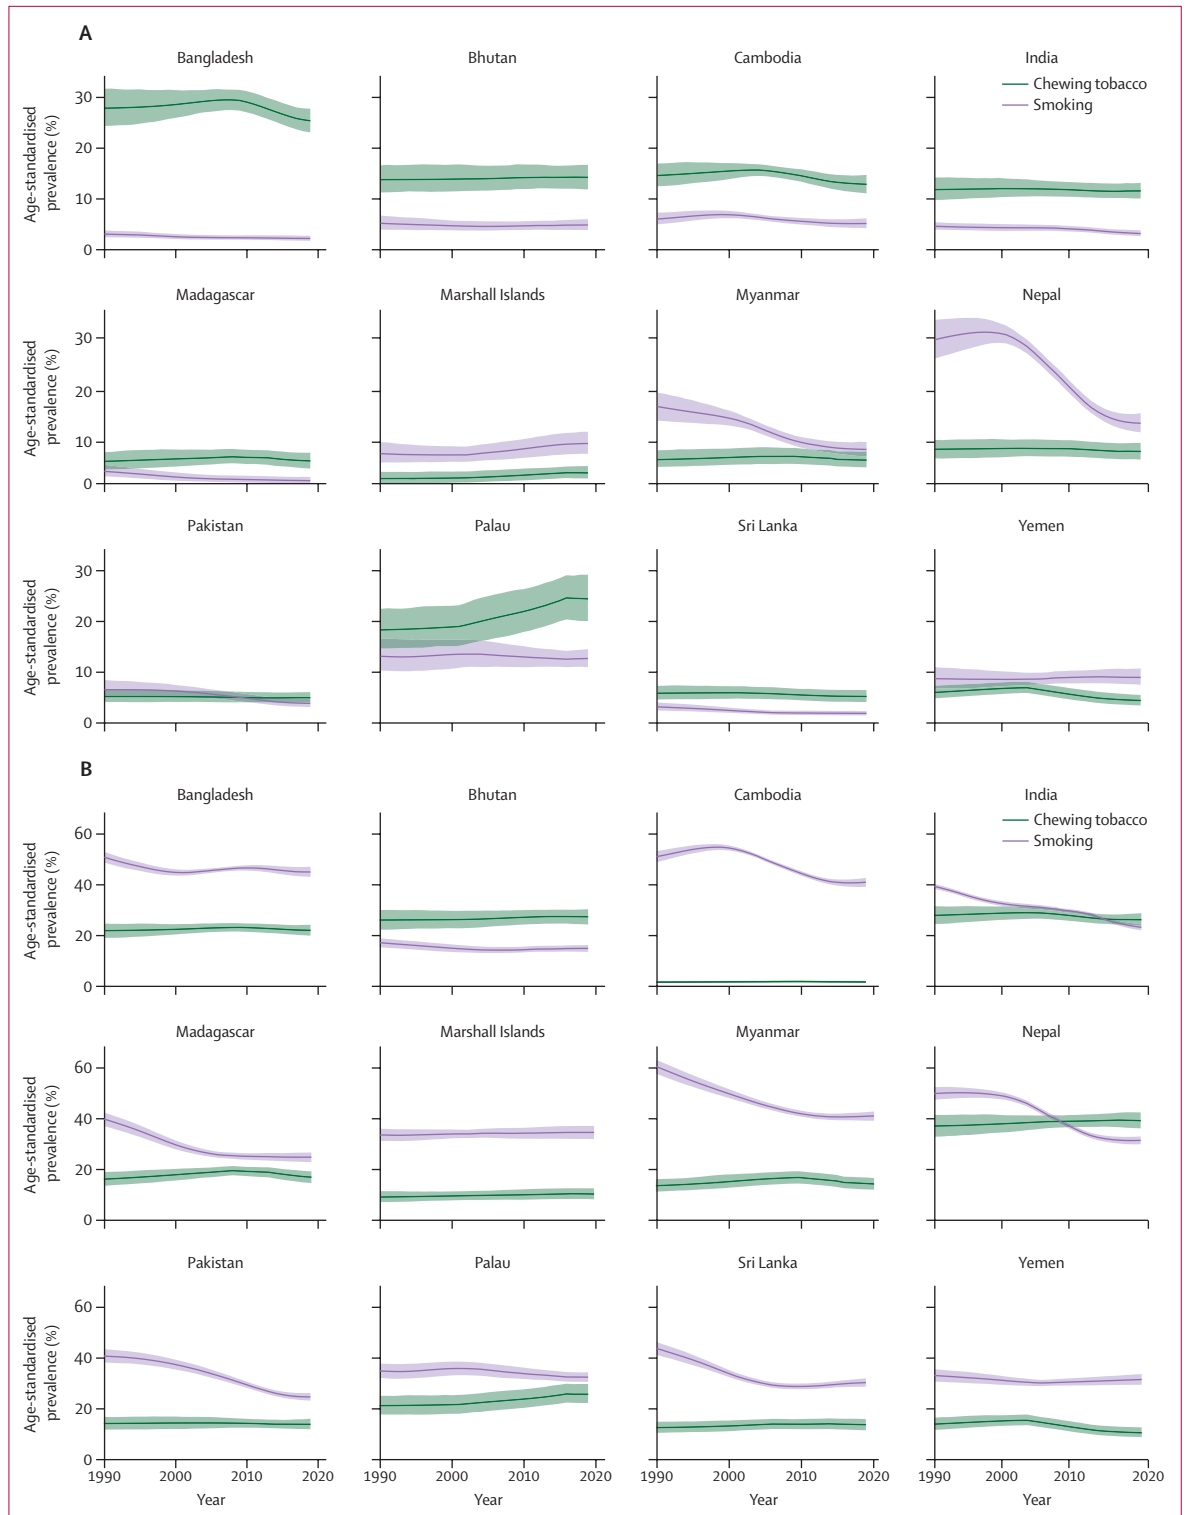 A
Bangladesh Bhutan Cambodia India
Chewing tobacco
Smoking
Age-standardised
prevalence (%)
30
20
10
0
Madagascar Marshall Islands Myanmar Nepal
Age-standardised
prevalence (%)
30
20
10
0
Pakistan Palau Sri Lanka Yemen
Age-standardised
prevalence (%)
30
20
10
0
B
Bangladesh Bhutan Cambodia India
Chewing tobacco
Smoking
Age-standardised
prevalence (%)
60
40
20
0
Madagascar Marshall Islands Myanmar Nepal
Age-standardised
prevalence (%)
60
40
20
0
Pakistan Palau Sri Lanka Yemen
Age-standardised
prevalence (%)
60
40
20
0
1990 2000 2010 2020 1990 2000 2010 2020 1990 2000 2010 2020 1990 2000 2010 2020
Year Year Year Year